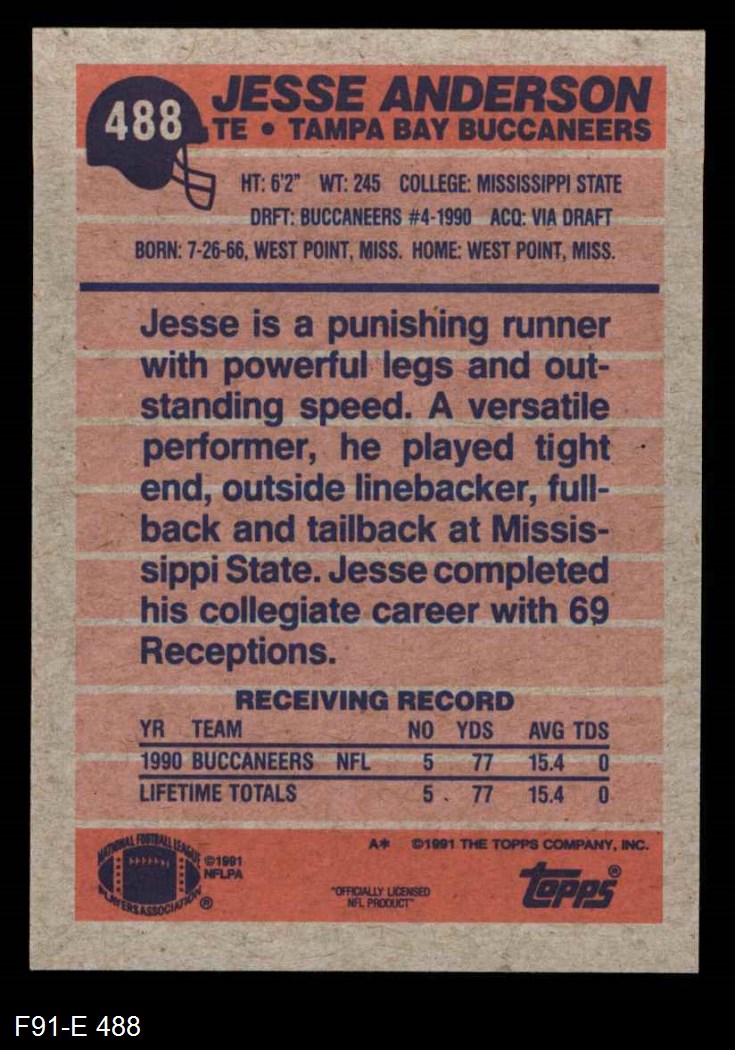 488
JESSE ANDERSON
TE • TAMPA BAY BUCCANEERS
HT: 6'2" WT: 245 COLLEGE: MISSISSIPPI STATE
DRFT: BUCCANEERS #4-1990 ACQ: VIA DRAFT
BORN: 7-26-66, WEST POINT, MISS. HOME: WEST POINT, MISS.
Jesse is a punishing runner
with powerful legs and out-
standing speed. A versatile
performer, he played tight
end, outside linebacker, full-
back and tailback at Missis-
sippi State. Jesse completed
his collegiate career with 69
Receptions.
RECEIVING RECORD
YR TEAM NO YDS AVG TDS
1990 BUCCANEERS NFL 5 77 15.4 0
LIFETIME TOTALS 5 77 15.4 0
A* ©1991 THE TOPPS COMPANY, INC.
NATIONAL FOOTBALL LEAGUE
PLAYERS ASSOCIATION ®
©1991
NFLPA
"OFFICIALLY LICENSED
NFL PRODUCT"
topps®
F91-E 488